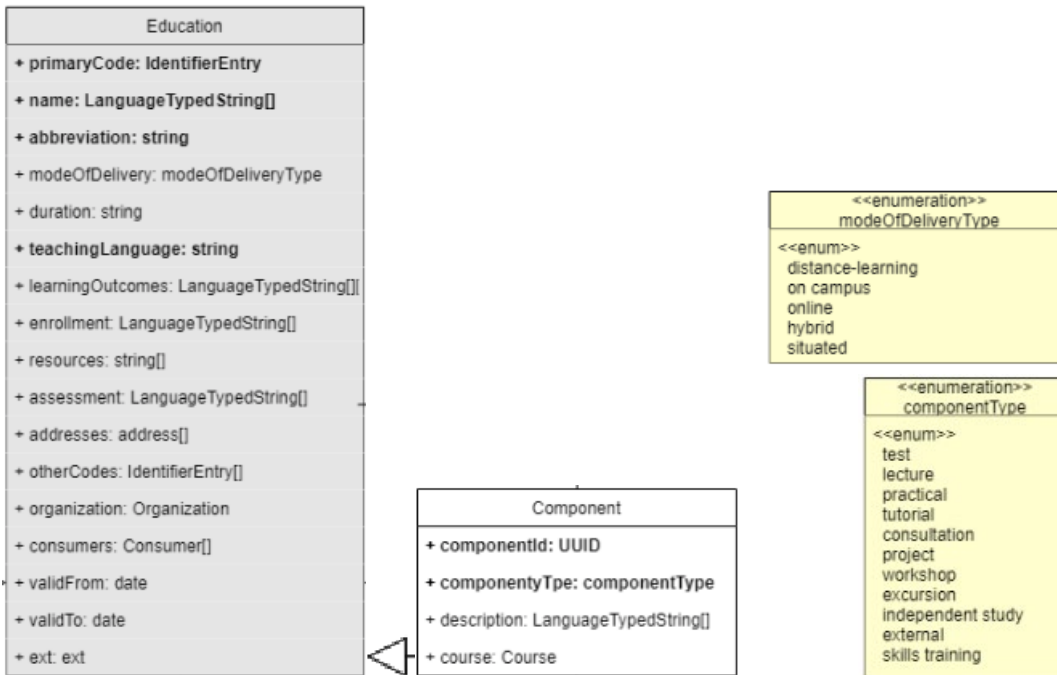 Education
+ primaryCode: IdentifierEntry
+ name: LanguageTypedString[]
+ abbreviation: string
+ modeOfDelivery: modeOfDeliveryType
+ duration: string
+ teachingLanguage: string
+ learningOutcomes: LanguageTypedString[][
+ enrollment: LanguageTypedString[]
+ resources: string[]
+ assessment: LanguageTypedString[]
+ addresses: address[]
+ otherCodes: IdentifierEntry[]
+ organization: Organization
+ consumers: Consumer[]
+ validFrom: date
+ validTo: date
+ ext: ext
Component
+ componentId: UUID
+ componentyTpe: componentType
+ description: LanguageTypedString[]
+ course: Course
<<enumeration>>
modeOfDeliveryType
<<enum>>
distance-learning
on campus
online
hybrid
situated
<<enumeration>>
componentType
<<enum>>
test
lecture
practical
tutorial
consultation
project
workshop
excursion
independent study
external
skills training